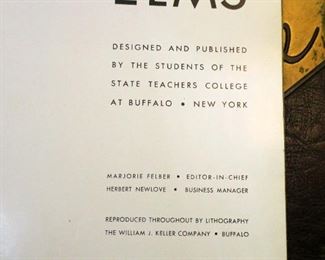 ELMS
DESIGNED AND PUBLISHED
BY THE STUDENTS OF THE
STATE TEACHERS COLLEGE
AT BUFFALO • NEW YORK
MARJORIE FELBER • EDITOR-IN-CHIEF
HERBERT NEWLOVE • BUSINESS MANAGER
REPRODUCED THROUGHOUT BY LITHOGRAPHY
THE WILLIAM J. KELLER COMPANY • BUFFALO